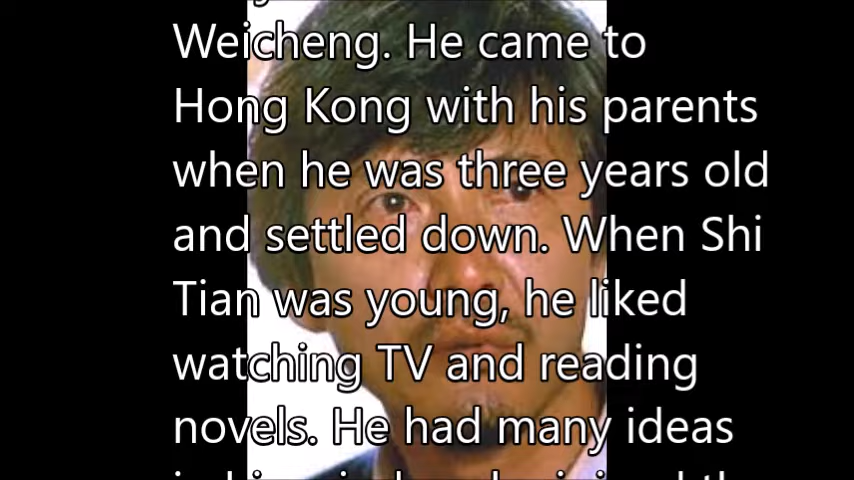 Weicheng. He came to
Hong Kong with his parents
when he was three years old
and settled down. When Shi
Tian was young, he liked
watching TV and reading
novels. He had many ideas